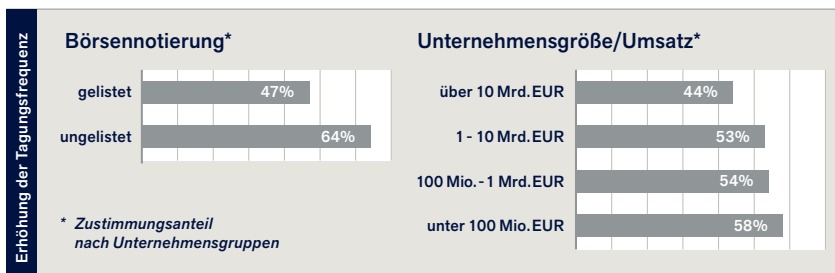 Erhöhung der Tagungsfrequenz
Börsennotierung*
gelistet 47%
ungelistet 64%
* Zustimmungsanteil
nach Unternehmensgruppen
Unternehmensgröße/Umsatz*
über 10 Mrd. EUR 44%
1 - 10 Mrd. EUR 53%
100 Mio. - 1 Mrd. EUR 54%
unter 100 Mio. EUR 58%